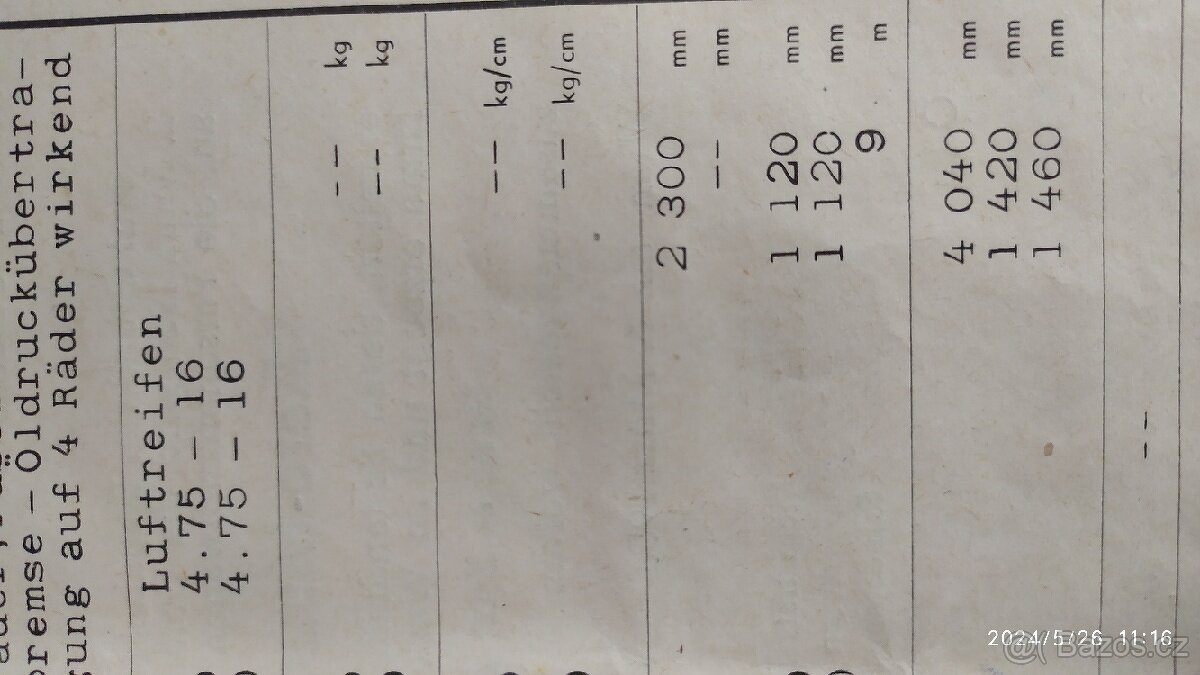 bremse – Öldruckübertra-
gung auf 4 Räder wirkend
Luftreifen
4.75 – 16
4.75 – 16
-- kg
-- kg
-- kg/cm
-- kg/cm
2 300 mm
-- mm
1 120 mm
1 120 mm
9 m
4 040 mm
1 420 mm
1 460 mm
--
2024/5/26 11:16
Bazoš.cz